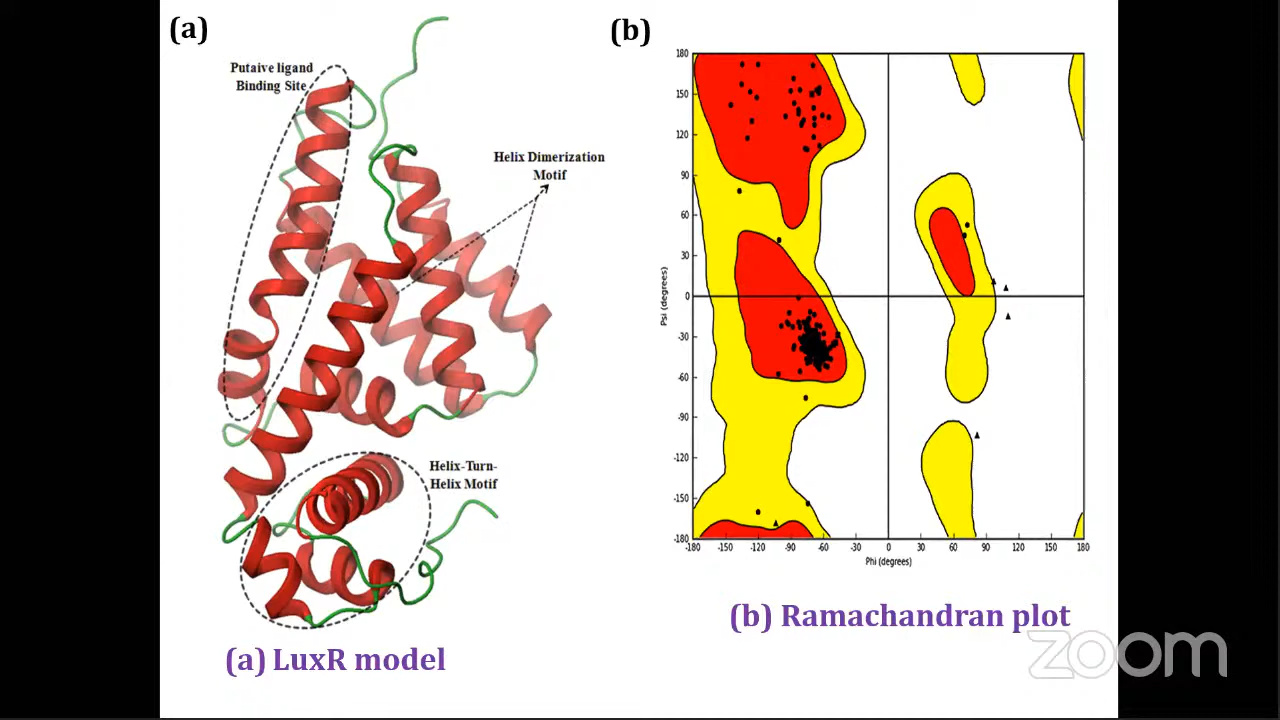 (a)
Putaive ligand
Binding Site
Helix Dimerization
Motif
Helix-Turn-
Helix Motif
(a) LuxR model
(b)
180
150
120
90
60
30
0
-30
-60
-90
-120
-150
-180
Psi (degrees)
-180 -150 -120 -90 -60 -30 0 30 60 90 120 150 180
Phi (degrees)
(b) Ramachandran plot
zoom